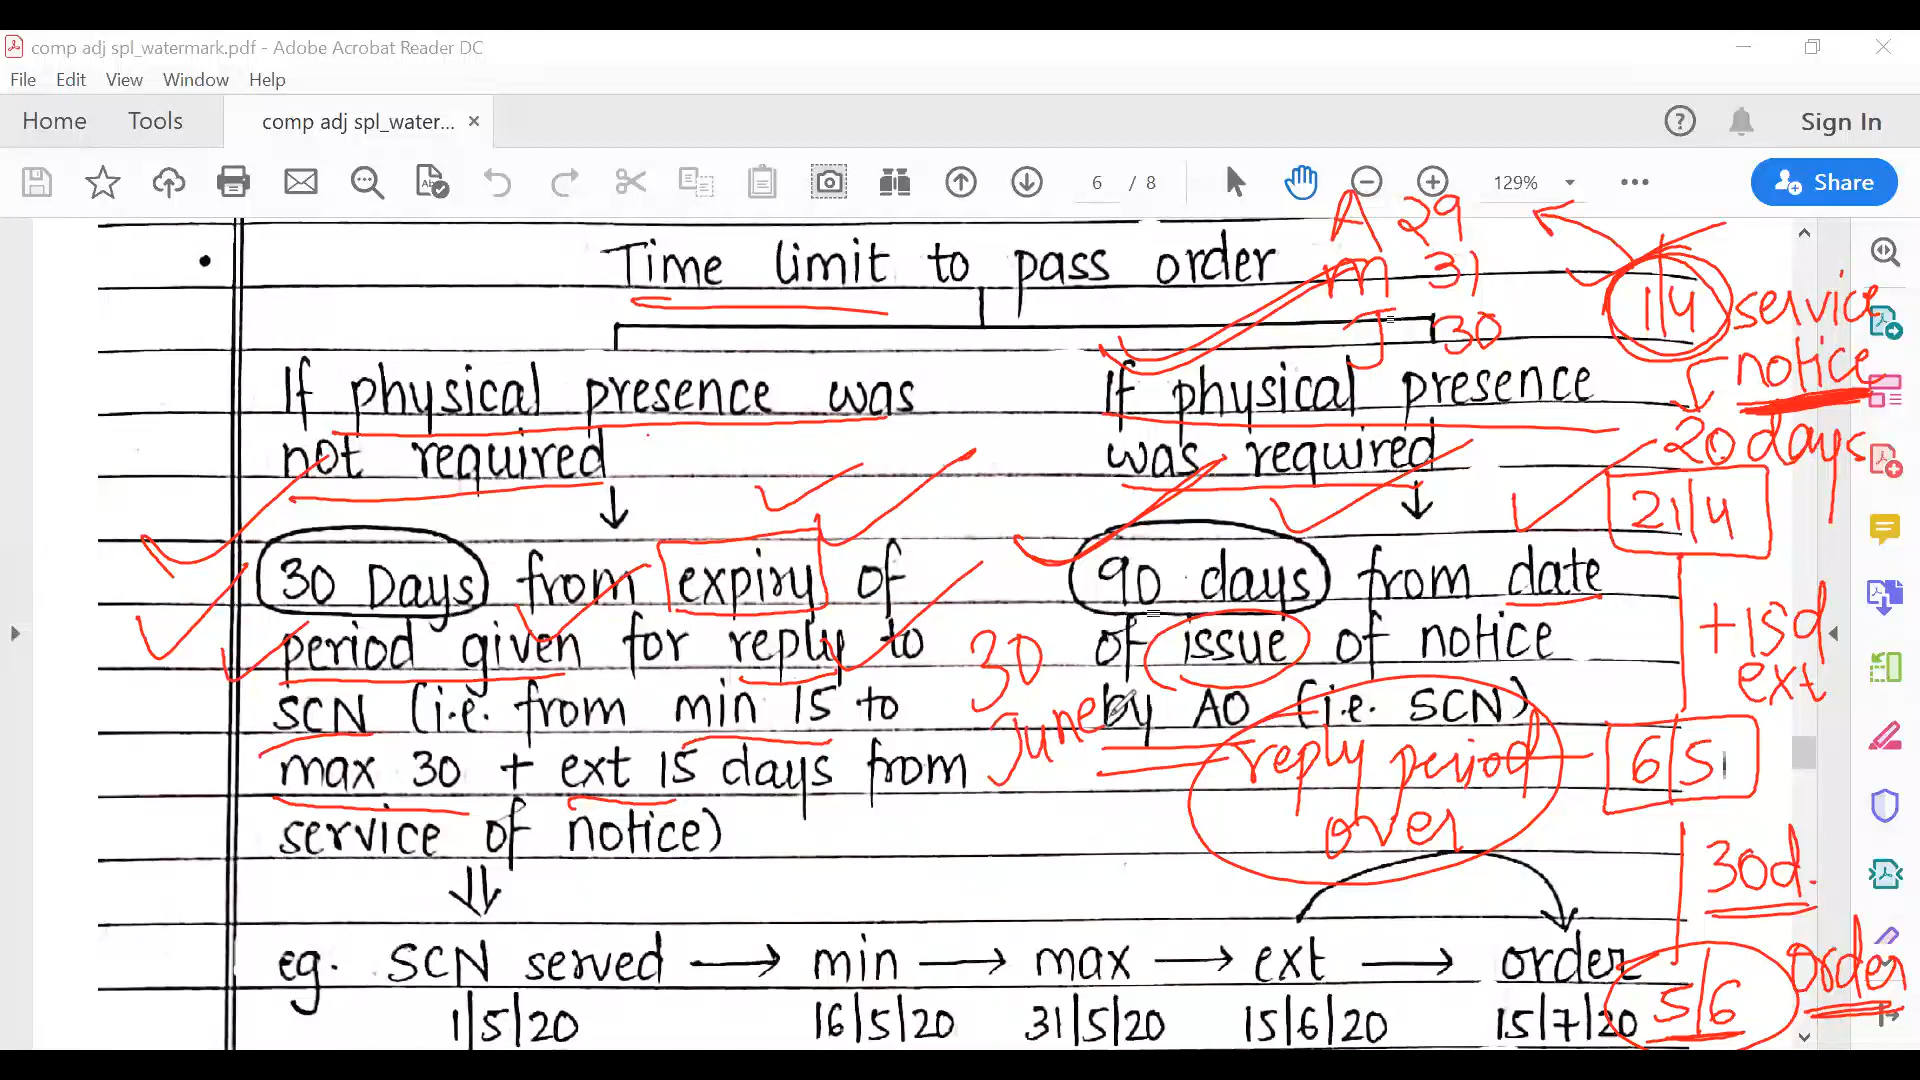 comp adj spl_watermark.pdf - Adobe Acrobat Reader DC
File Edit View Window Help
Home Tools comp adj spl_water... × Sign In
6 / 8 129% Share
A 29
Time limit to pass order M 31
J 30
1/4 service
notice
If physical presence was
not required
If physical presence
was required
20 days
21/4
30 Days from expiry of
period given for reply to
SCN (i.e. from min 15 to
max 30 + ext 15 days from
service of notice)
90 days from date
of issue of notice
by AO (i.e. SCN)
30
June
+15d
ext
reply period
over
6/5
30d.
eg. SCN served → min → max → ext → order
1/5/20 16/5/20 31/5/20 15/6/20 15/7/20
5/6 order